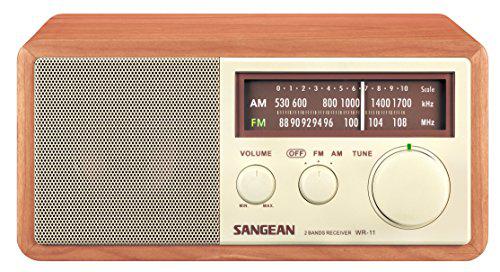 0 · 1 · 2 · 3 · 4 · 5 · 6 · 7 · 8 · 9 · 10 Scale
AM 530 600 800 1000 1400 1700 kHz
FM 88 90 92 94 96 100 104 108 MHz
VOLUME OFF FM AM TUNE
MIN. MAX.
SANGEAN 2 BANDS RECEIVER WR-11